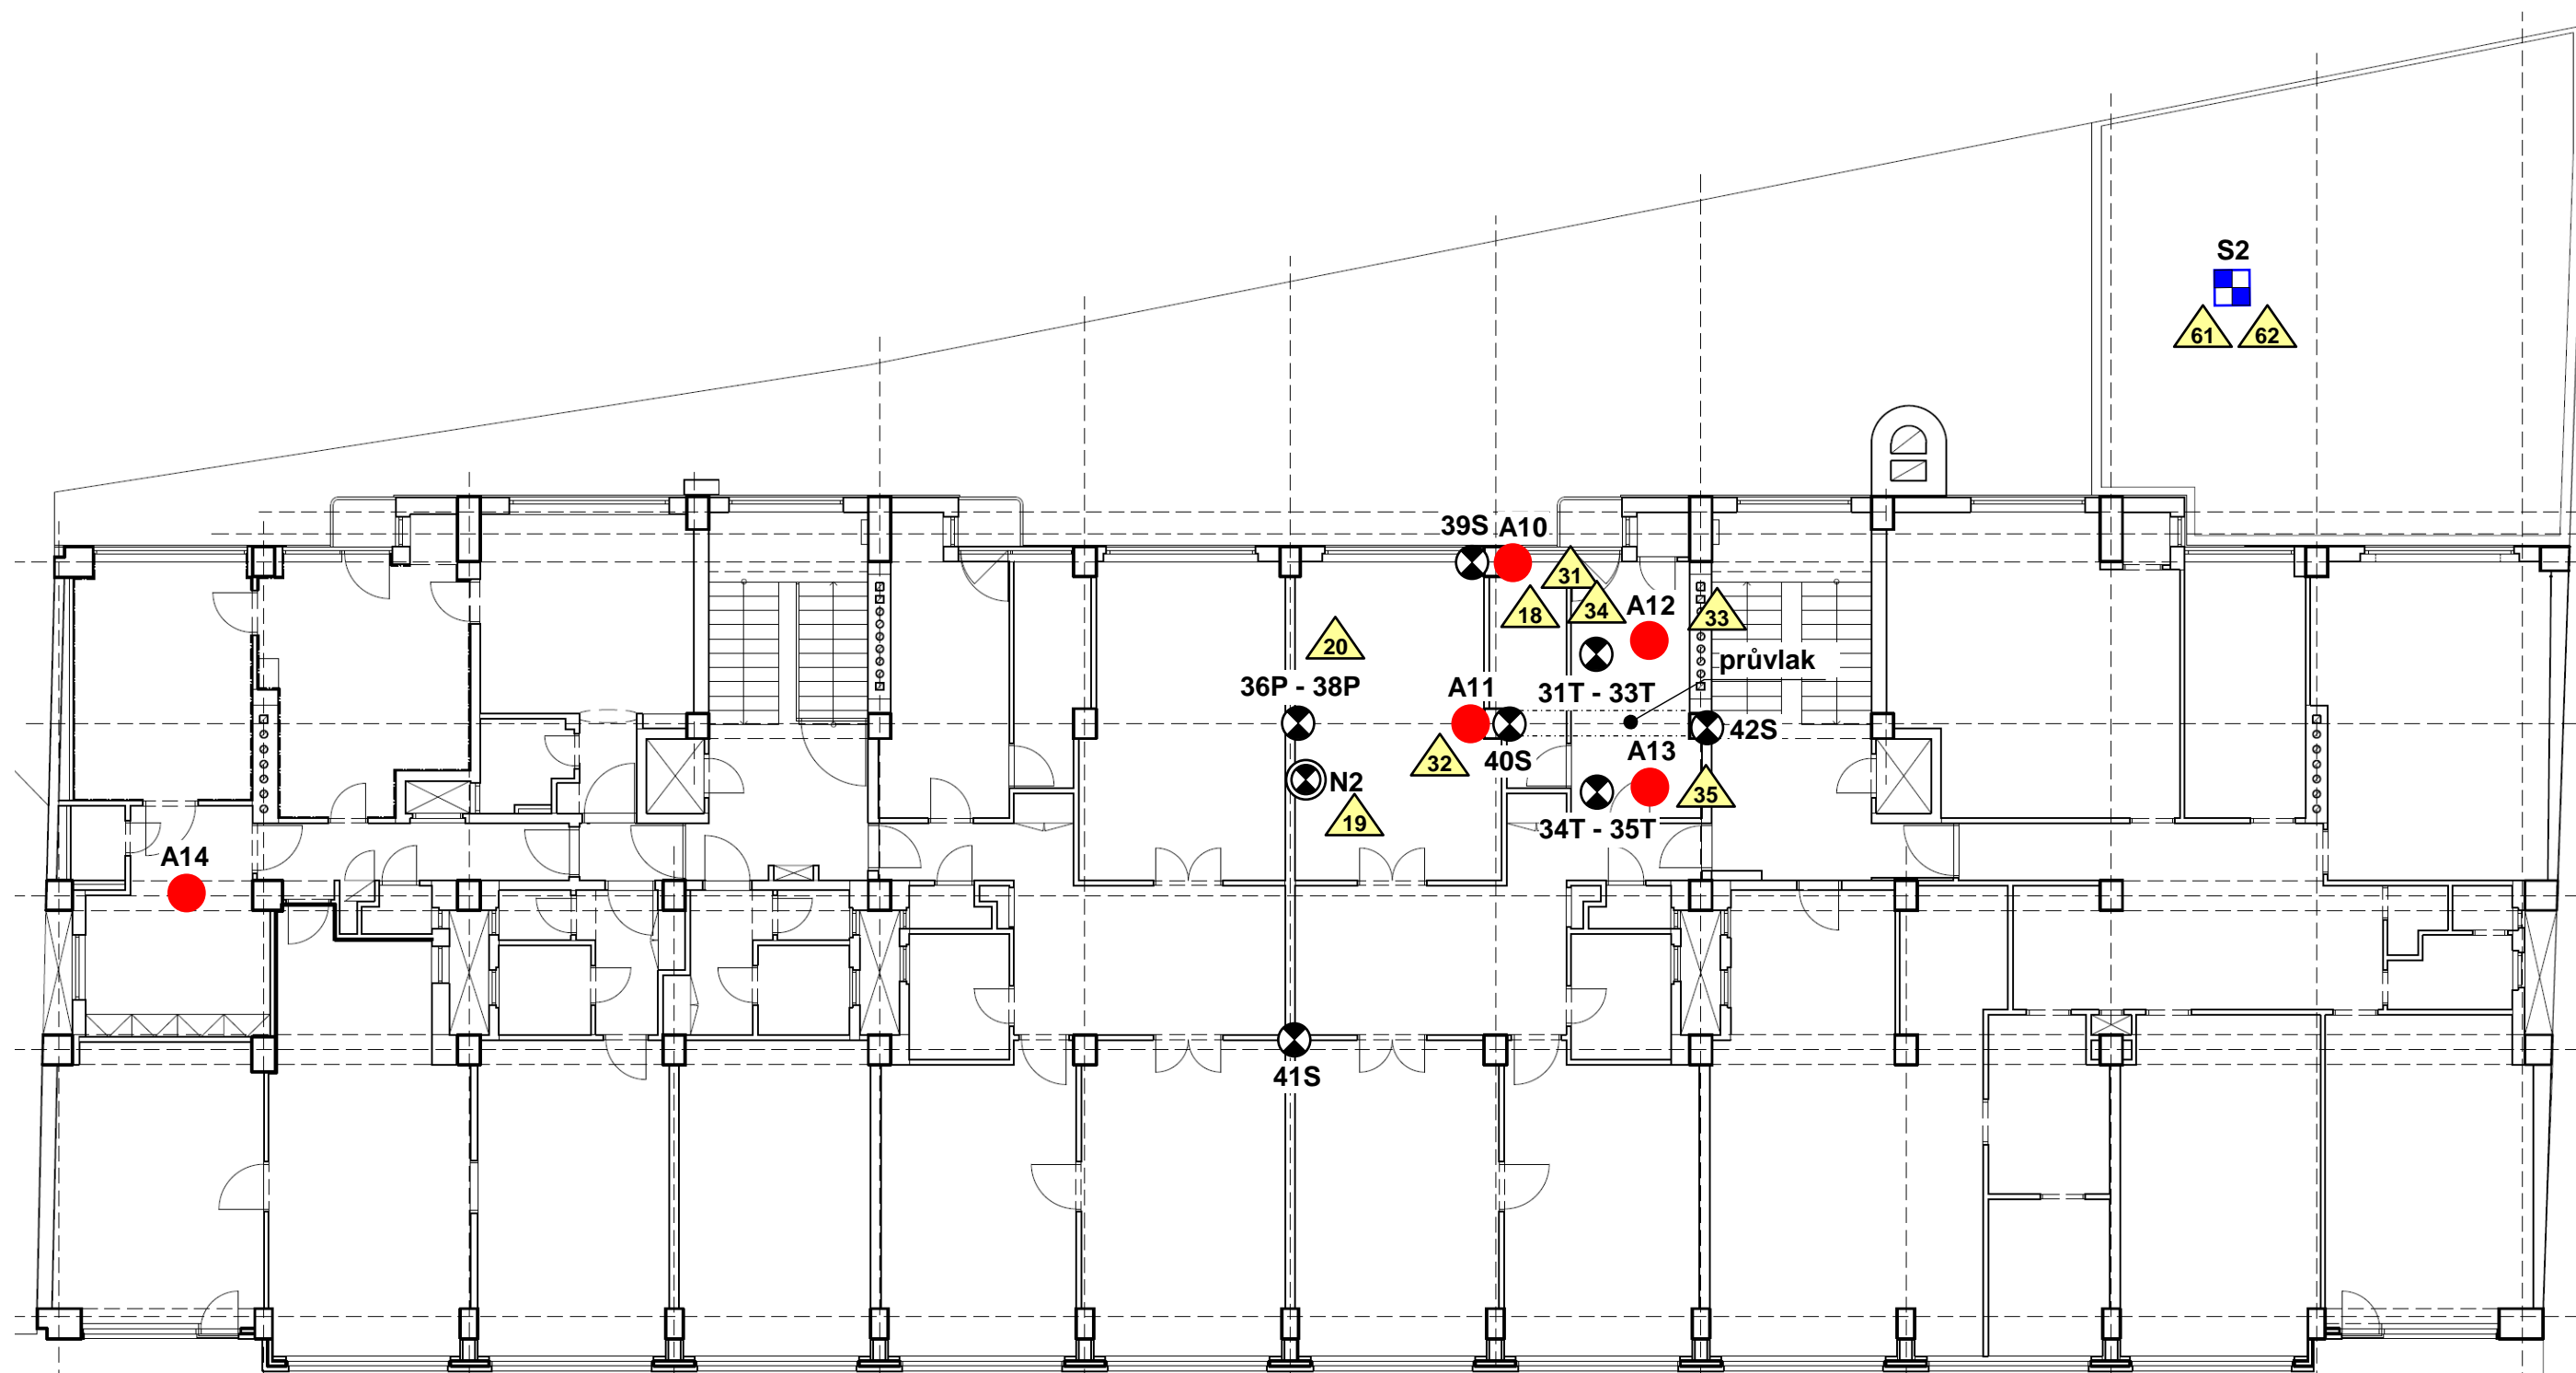 S2
61 62
39S A10
31
34
18
A12
33
20
průvlak
36P - 38P
A11
31T - 33T
42S
40S
A13
32
N2
35
19
34T - 35T
A14
41S